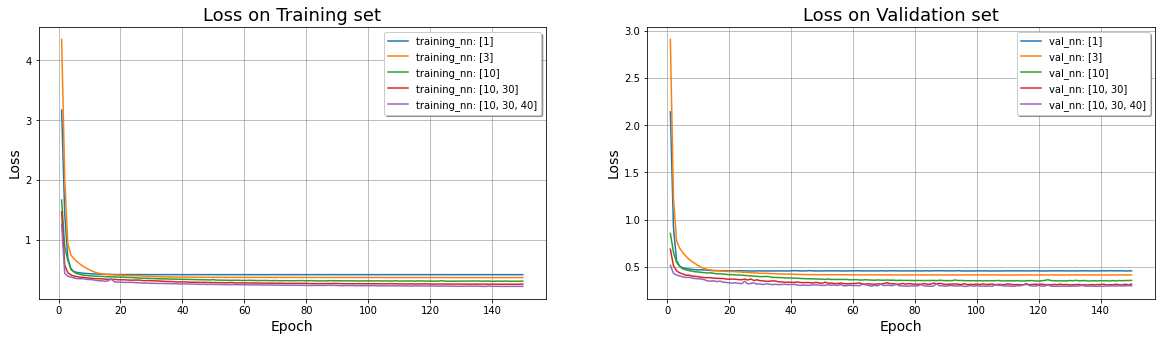 Loss on Training set
4
3
2
1
Loss
0
20
40
60
80
100
120
140
Epoch
training_nn: [1]
training_nn: [3]
training_nn: [10]
training_nn: [10, 30]
training_nn: [10, 30, 40]
Loss on Validation set
3.0
2.5
2.0
1.5
1.0
0.5
Loss
0
20
40
60
80
100
120
140
Epoch
val_nn: [1]
val_nn: [3]
val_nn: [10]
val_nn: [10, 30]
val_nn: [10, 30, 40]